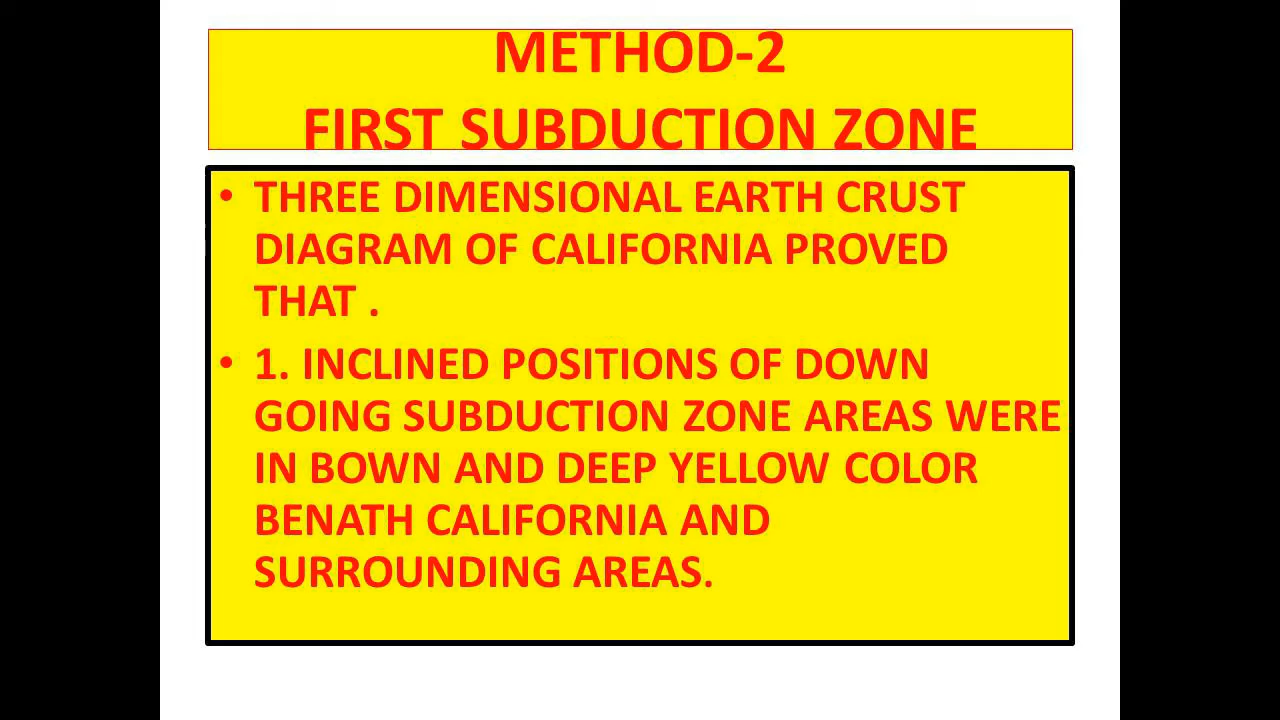 METHOD-2
FIRST SUBDUCTION ZONE
• THREE DIMENSIONAL EARTH CRUST
DIAGRAM OF CALIFORNIA PROVED
THAT .
• 1. INCLINED POSITIONS OF DOWN
GOING SUBDUCTION ZONE AREAS WERE
IN BOWN AND DEEP YELLOW COLOR
BENATH CALIFORNIA AND
SURROUNDING AREAS.